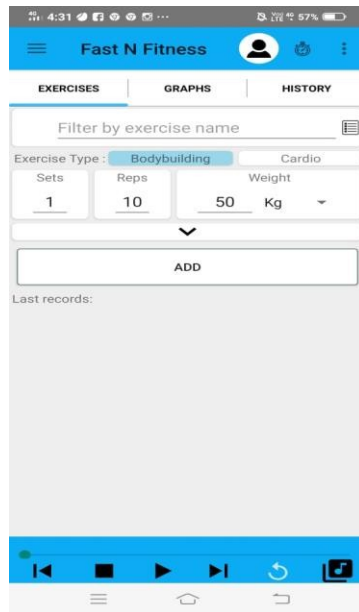 4:31 57%
Fast N Fitness
EXERCISES GRAPHS HISTORY
Filter by exercise name
Exercise Type : Bodybuilding Cardio
Sets Reps Weight
1 10 50 Kg
ADD
Last records: